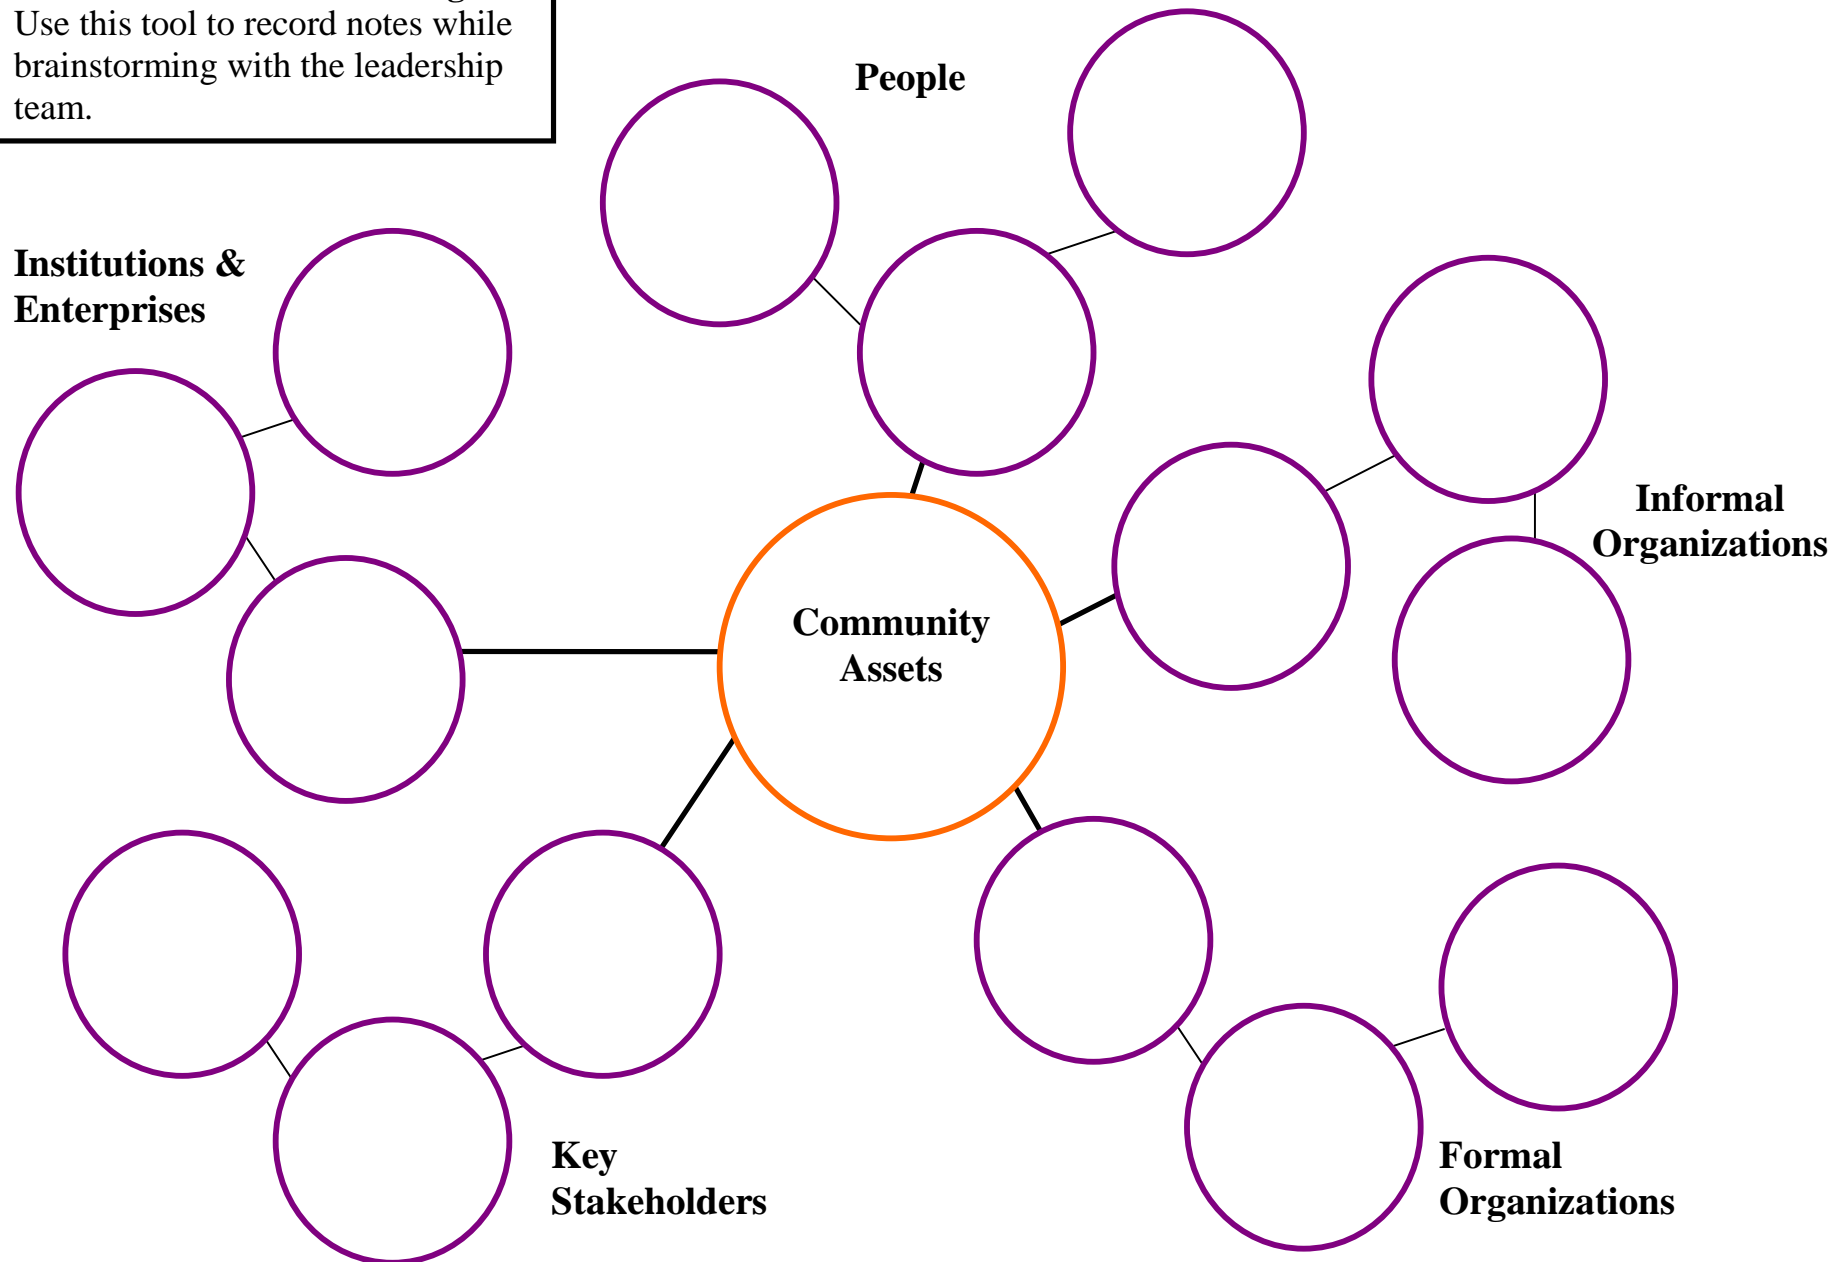 Use this tool to record notes while
brainstorming with the leadership
team.
People
Institutions &
Enterprises
Informal
Organizations
Community
Assets
Key
Stakeholders
Formal
Organizations